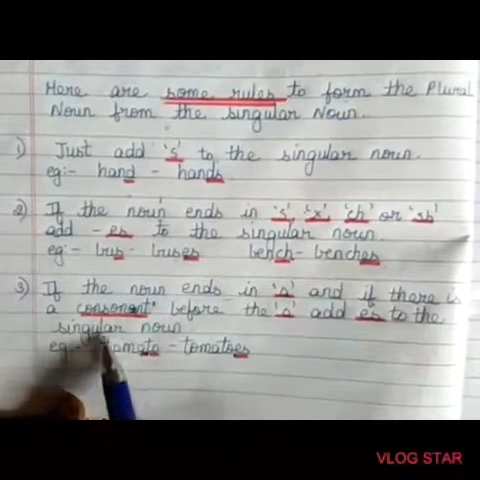 Here are some rules to form the Plural
Noun from the singular Noun.
1) Just add 's' to the singular noun.
eg:- hand - hands
2) If the noun ends in 's', 'x', 'ch' or 'sh'
add - es to the singular noun.
eg:- bus - buses bench - benches
3) If the noun ends in 'o' and if there is
a consonent' before the 'o' add es to the
singular noun
eg - tomato - tomatoes
VLOG STAR